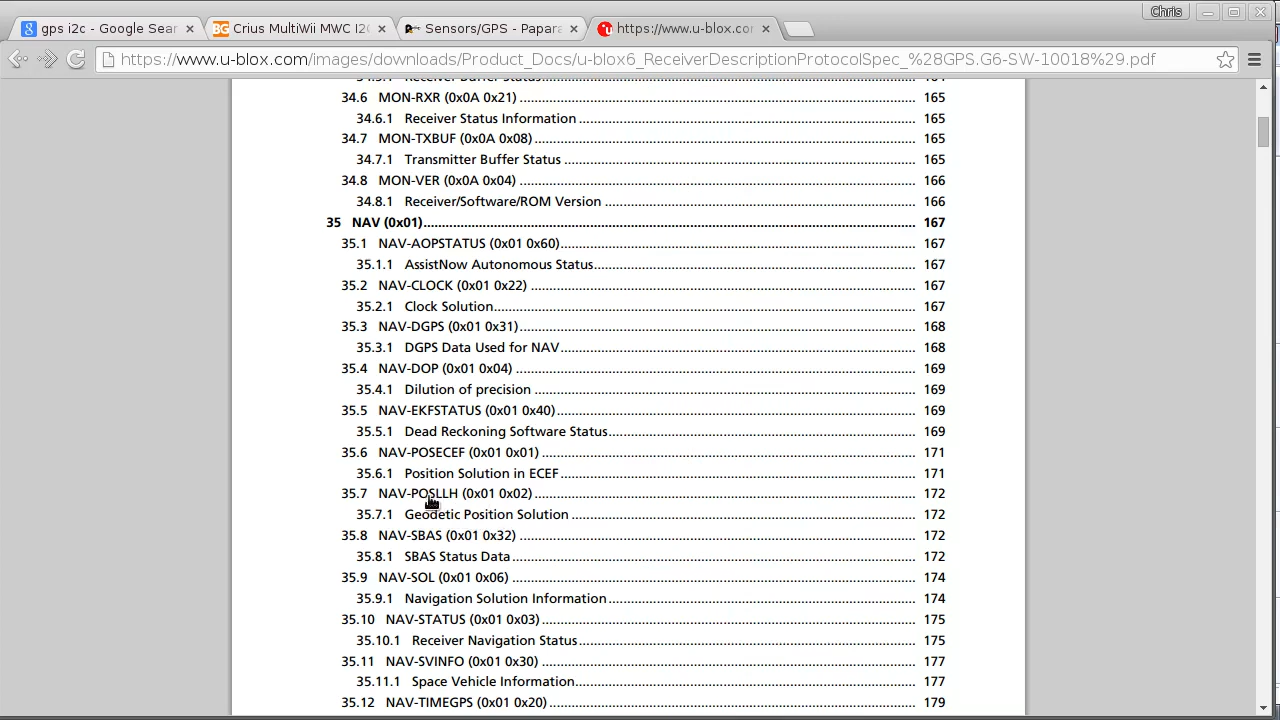 Chris
gps i2c - Google Sear
Crius MultiWii MWC I2C
Sensors/GPS - Papara
https://www.u-blox.com
https://www.u-blox.com/images/downloads/Product_Docs/u-blox6_ReceiverDescriptionProtocolSpec_%28GPS.G6-SW-10018%29.pdf
34.6 MON-RXR (0x0A 0x21) 165
34.6.1 Receiver Status Information 165
34.7 MON-TXBUF (0x0A 0x08) 165
34.7.1 Transmitter Buffer Status 165
34.8 MON-VER (0x0A 0x04) 166
34.8.1 Receiver/Software/ROM Version 166
35 NAV (0x01) 167
35.1 NAV-AOPSTATUS (0x01 0x60) 167
35.1.1 AssistNow Autonomous Status 167
35.2 NAV-CLOCK (0x01 0x22) 167
35.2.1 Clock Solution 167
35.3 NAV-DGPS (0x01 0x31) 168
35.3.1 DGPS Data Used for NAV 168
35.4 NAV-DOP (0x01 0x04) 169
35.4.1 Dilution of precision 169
35.5 NAV-EKFSTATUS (0x01 0x40) 169
35.5.1 Dead Reckoning Software Status 169
35.6 NAV-POSECEF (0x01 0x01) 171
35.6.1 Position Solution in ECEF 171
35.7 NAV-POSLLH (0x01 0x02) 172
35.7.1 Geodetic Position Solution 172
35.8 NAV-SBAS (0x01 0x32) 172
35.8.1 SBAS Status Data 172
35.9 NAV-SOL (0x01 0x06) 174
35.9.1 Navigation Solution Information 174
35.10 NAV-STATUS (0x01 0x03) 175
35.10.1 Receiver Navigation Status 175
35.11 NAV-SVINFO (0x01 0x30) 177
35.11.1 Space Vehicle Information 177
35.12 NAV-TIMEGPS (0x01 0x20) 179